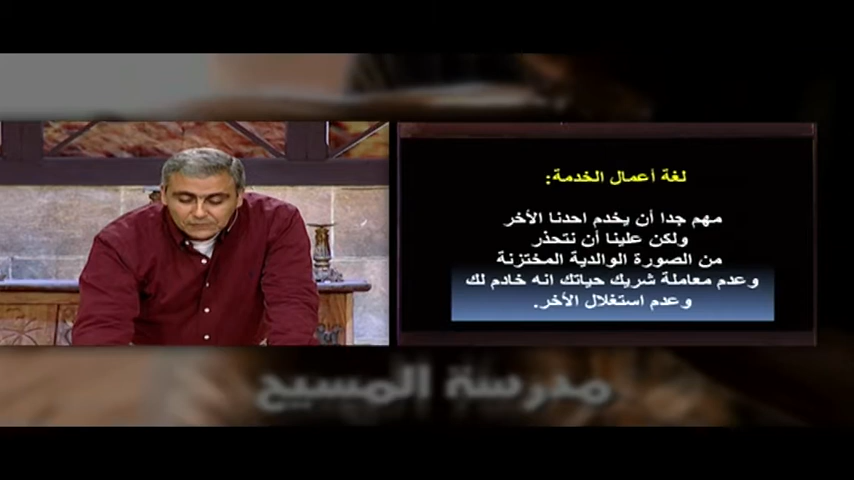 لغة أعمال الخدمة:
مهم جدا أن يخدم احدنا الأخر
ولكن علينا أن نتحذر
من الصورة الوالدية المختزنة
وعدم معاملة شريك حياتك انه خادم لك
وعدم استغلال الأخر.
مدرسة المسيح